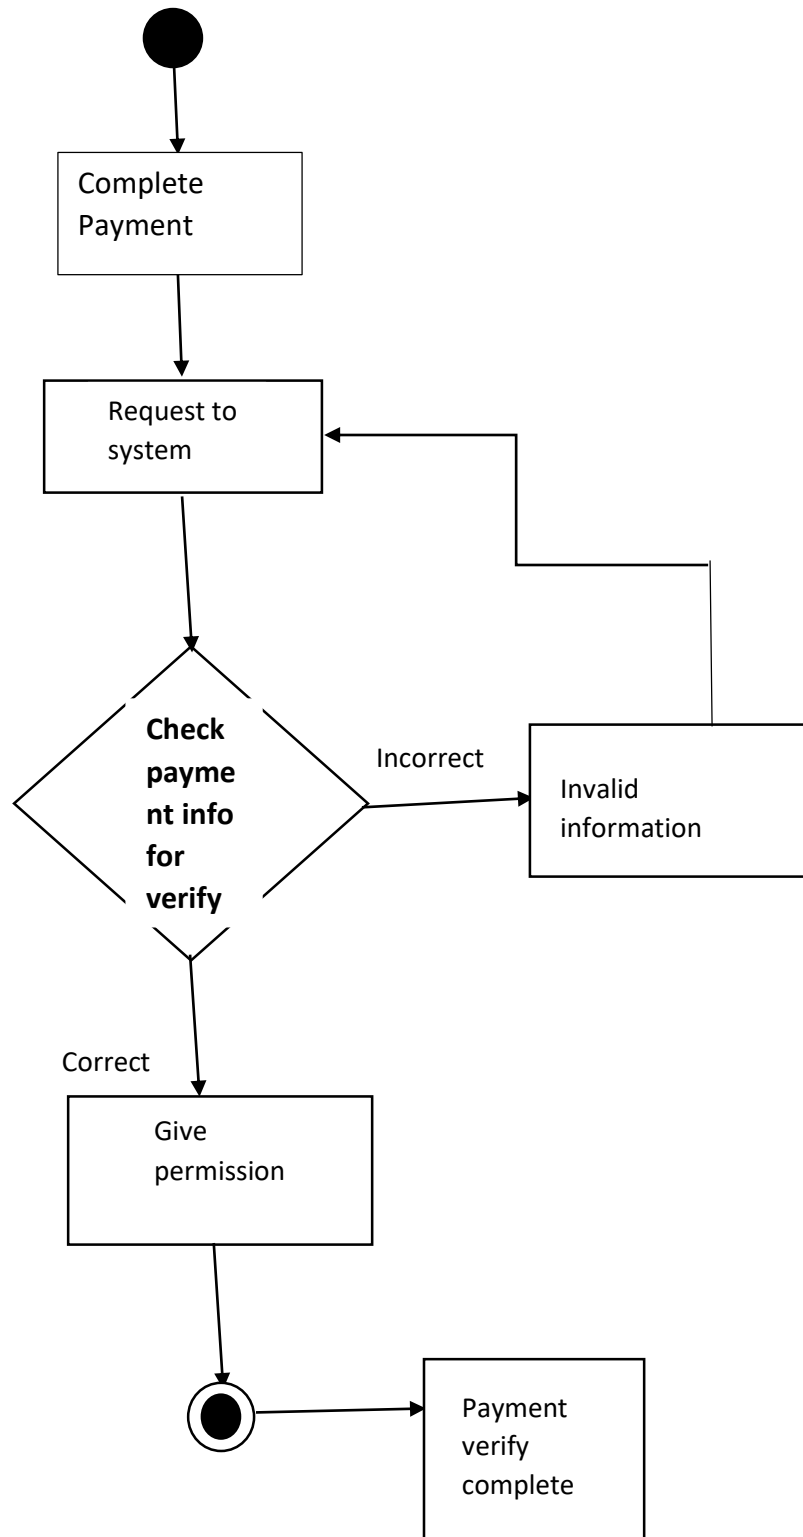 Complete
Payment
Request to
system
Check
payme
nt info
for
verify
Incorrect
Invalid
information
Correct
Give
permission
Payment
verify
complete